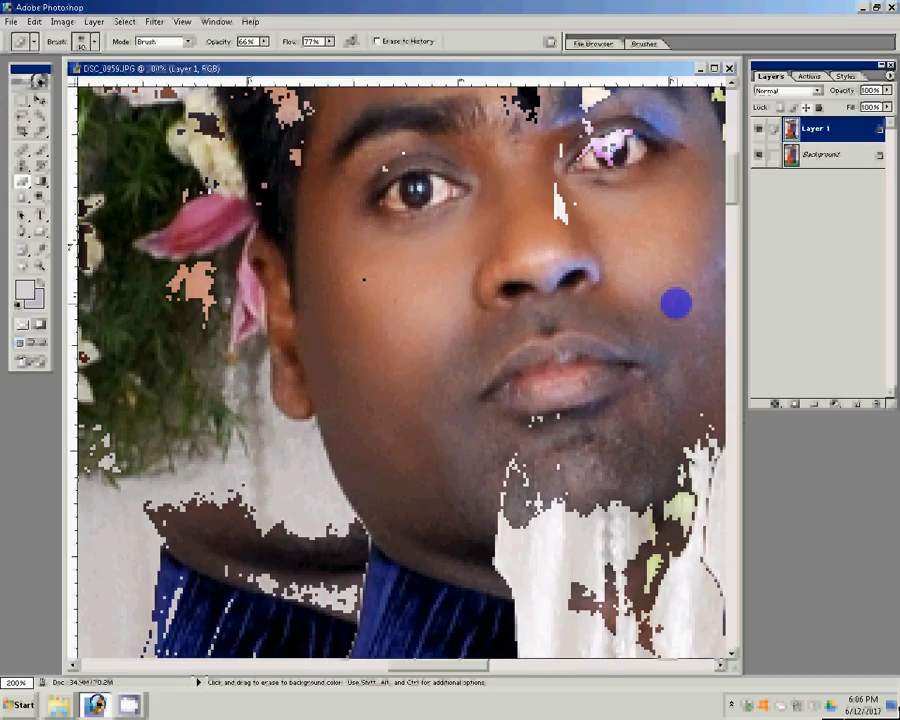 Adobe Photoshop
File Edit Image Layer Select Filter View Window Help
Brush: Mode Brush Opacity 66% Flow: 77% Erase to History File Browser Brushes
DSC_0959.JPG @ 200% (Layer 1, RGB)
Layers Actions Styles
Normal Opacity 100%
Lock: Fill: 100%
Layer 1
Background
200% Click and drag to erase to background color. Use Shift, Alt, and Ctrl for additional options.
Start 6:06 PM
6/12/2017